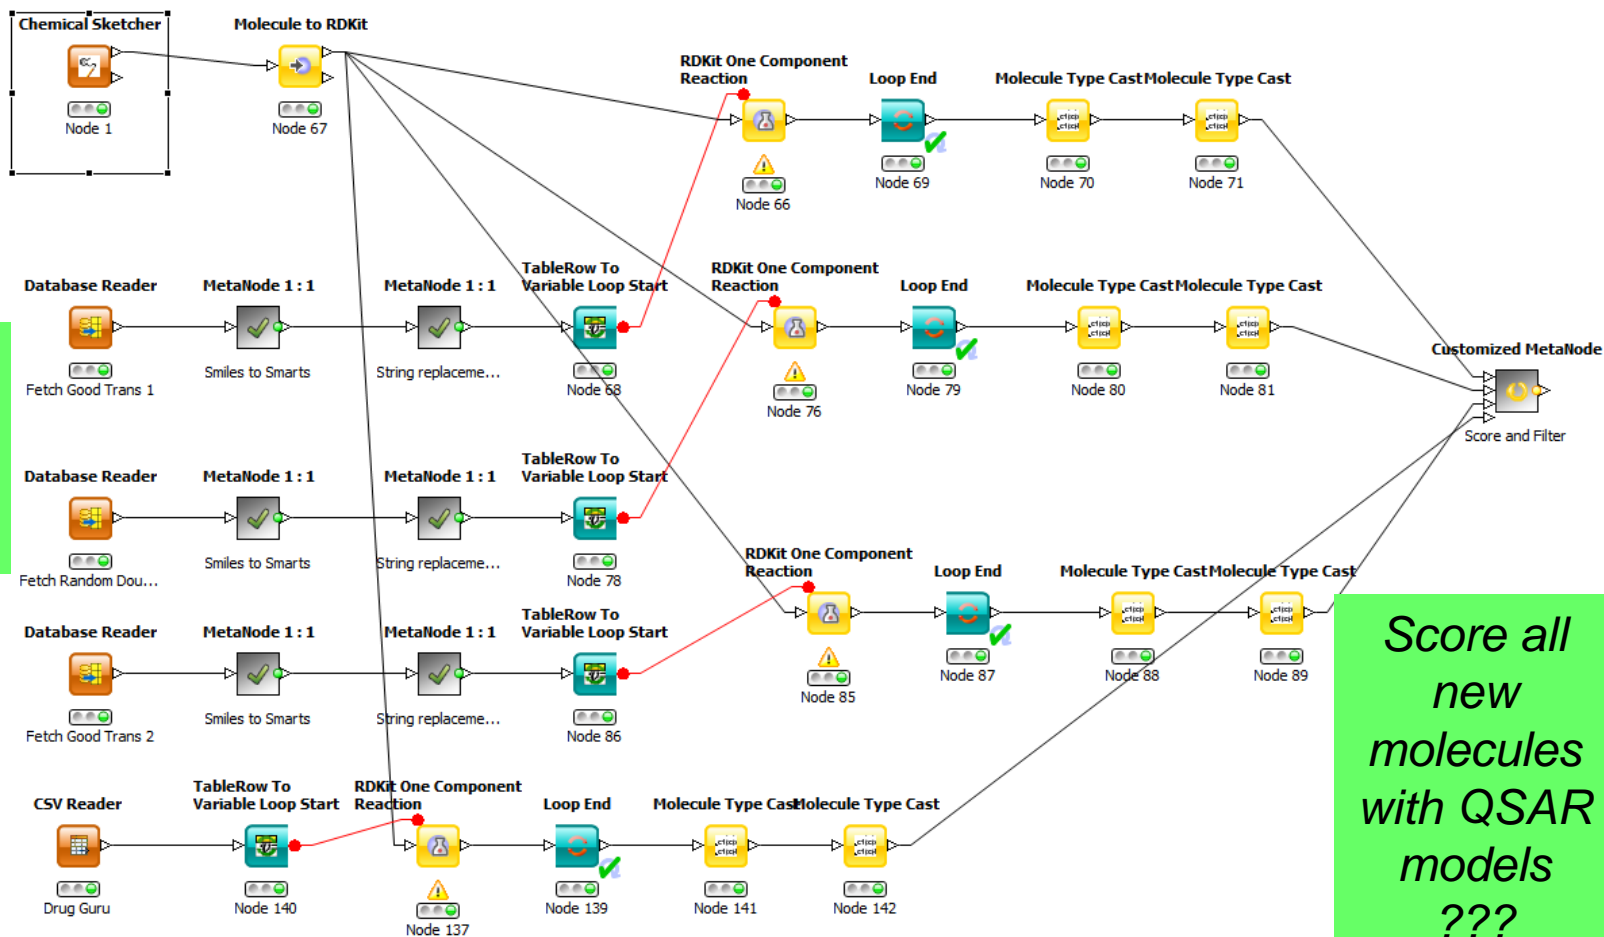 Chemical Sketcher
Node 1
Molecule to RDKit
Node 67
RDKit One Component
Reaction
Node 66
Loop End
Node 69
Molecule Type Cast
Node 70
Molecule Type Cast
Node 71
Database Reader
Fetch Good Trans 1
MetaNode 1 : 1
Smiles to Smarts
MetaNode 1 : 1
String replaceme...
TableRow To
Variable Loop Start
Node 68
RDKit One Component
Reaction
Node 76
Loop End
Node 79
Molecule Type Cast
Node 80
Molecule Type Cast
Node 81
Customized MetaNode
Score and Filter
Database Reader
Fetch Random Dou...
MetaNode 1 : 1
Smiles to Smarts
MetaNode 1 : 1
String replaceme...
TableRow To
Variable Loop Start
Node 78
RDKit One Component
Reaction
Node 85
Loop End
Node 87
Molecule Type Cast
Node 88
Molecule Type Cast
Node 89
Database Reader
Fetch Good Trans 2
MetaNode 1 : 1
Smiles to Smarts
MetaNode 1 : 1
String replaceme...
TableRow To
Variable Loop Start
Node 86
CSV Reader
Drug Guru
TableRow To
Variable Loop Start
Node 140
RDKit One Component
Reaction
Node 137
Loop End
Node 139
Molecule Type Cast
Node 141
Molecule Type Cast
Node 142
Score all
new
molecules
with QSAR
models
???